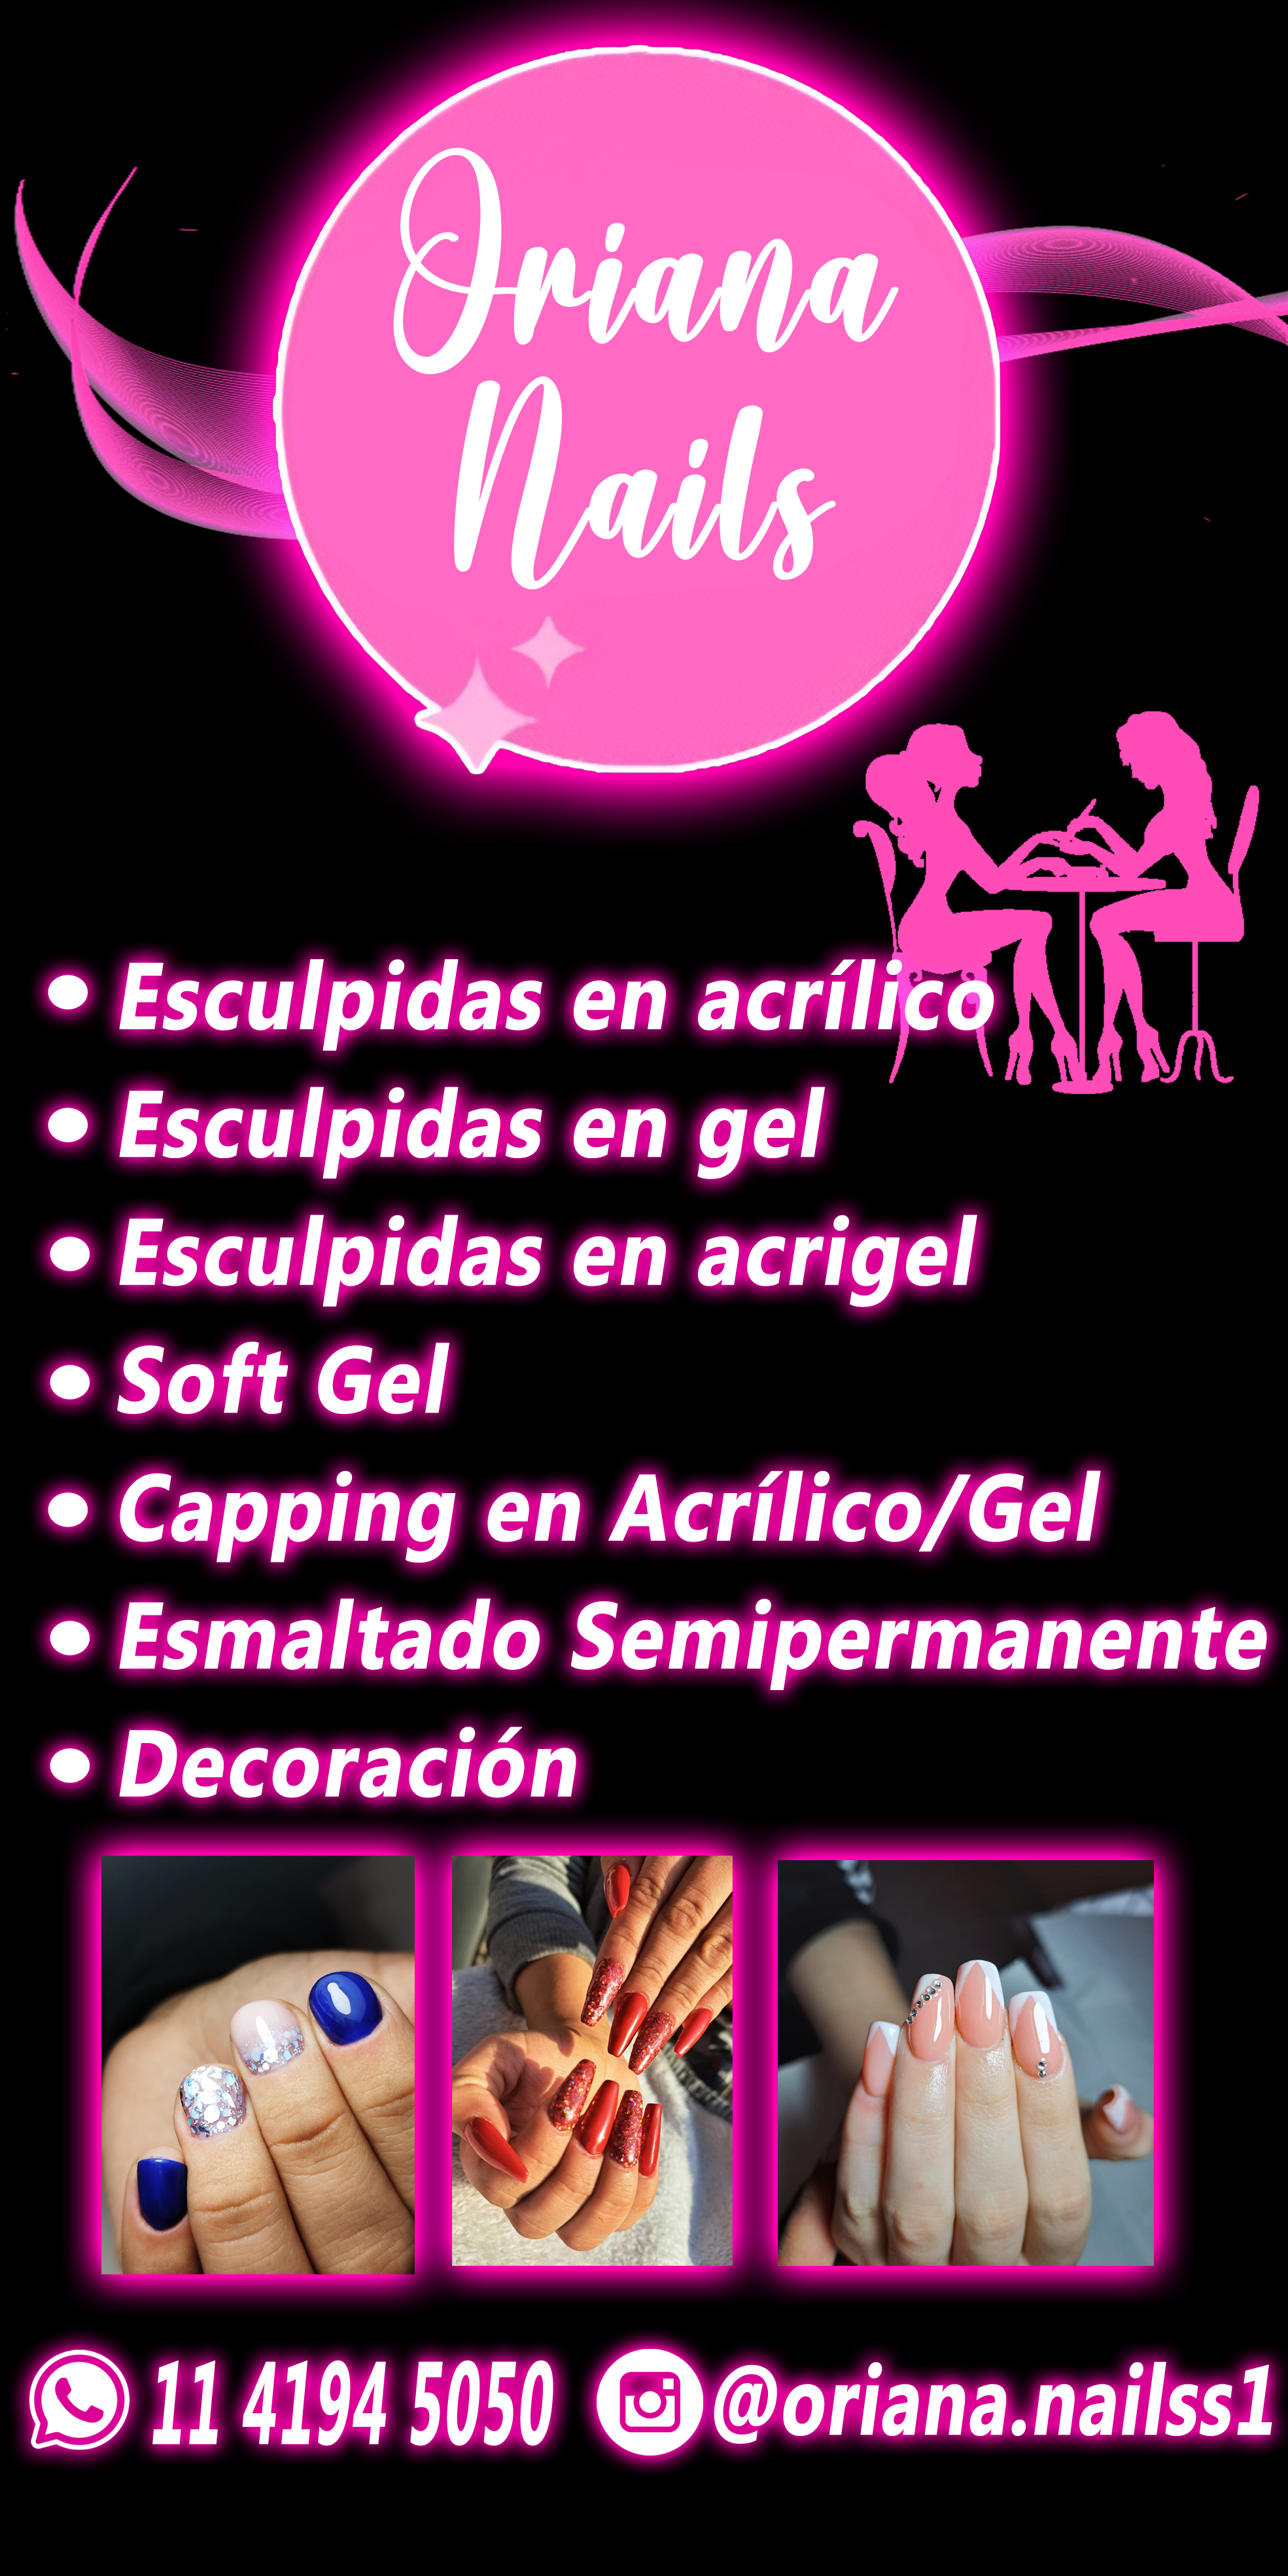 Oriana
Nails
• Esculpidas en acrílico
• Esculpidas en gel
• Esculpidas en acrigel
• Soft Gel
• Capping en Acrílico/Gel
• Esmaltado Semipermanente
• Decoración
11 4194 5050 @oriana.nailss1